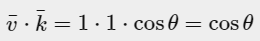 v̄ · k̄ = 1 · 1 · cos θ = cos θ